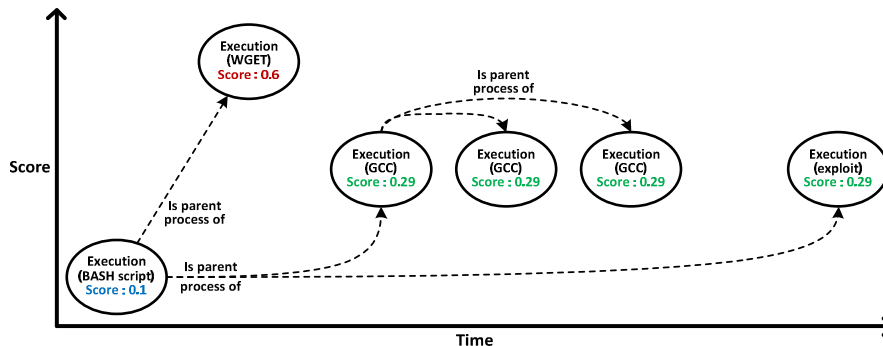 Execution
(WGET)
Score : 0.6
Is parent
process of
Execution
(GCC)
Score : 0.29
Execution
(GCC)
Score : 0.29
Execution
(GCC)
Score : 0.29
Execution
(exploit)
Score : 0.29
Score
Is parent
process of
Execution
(BASH script)
Score : 0.1
Is parent
process of
Time